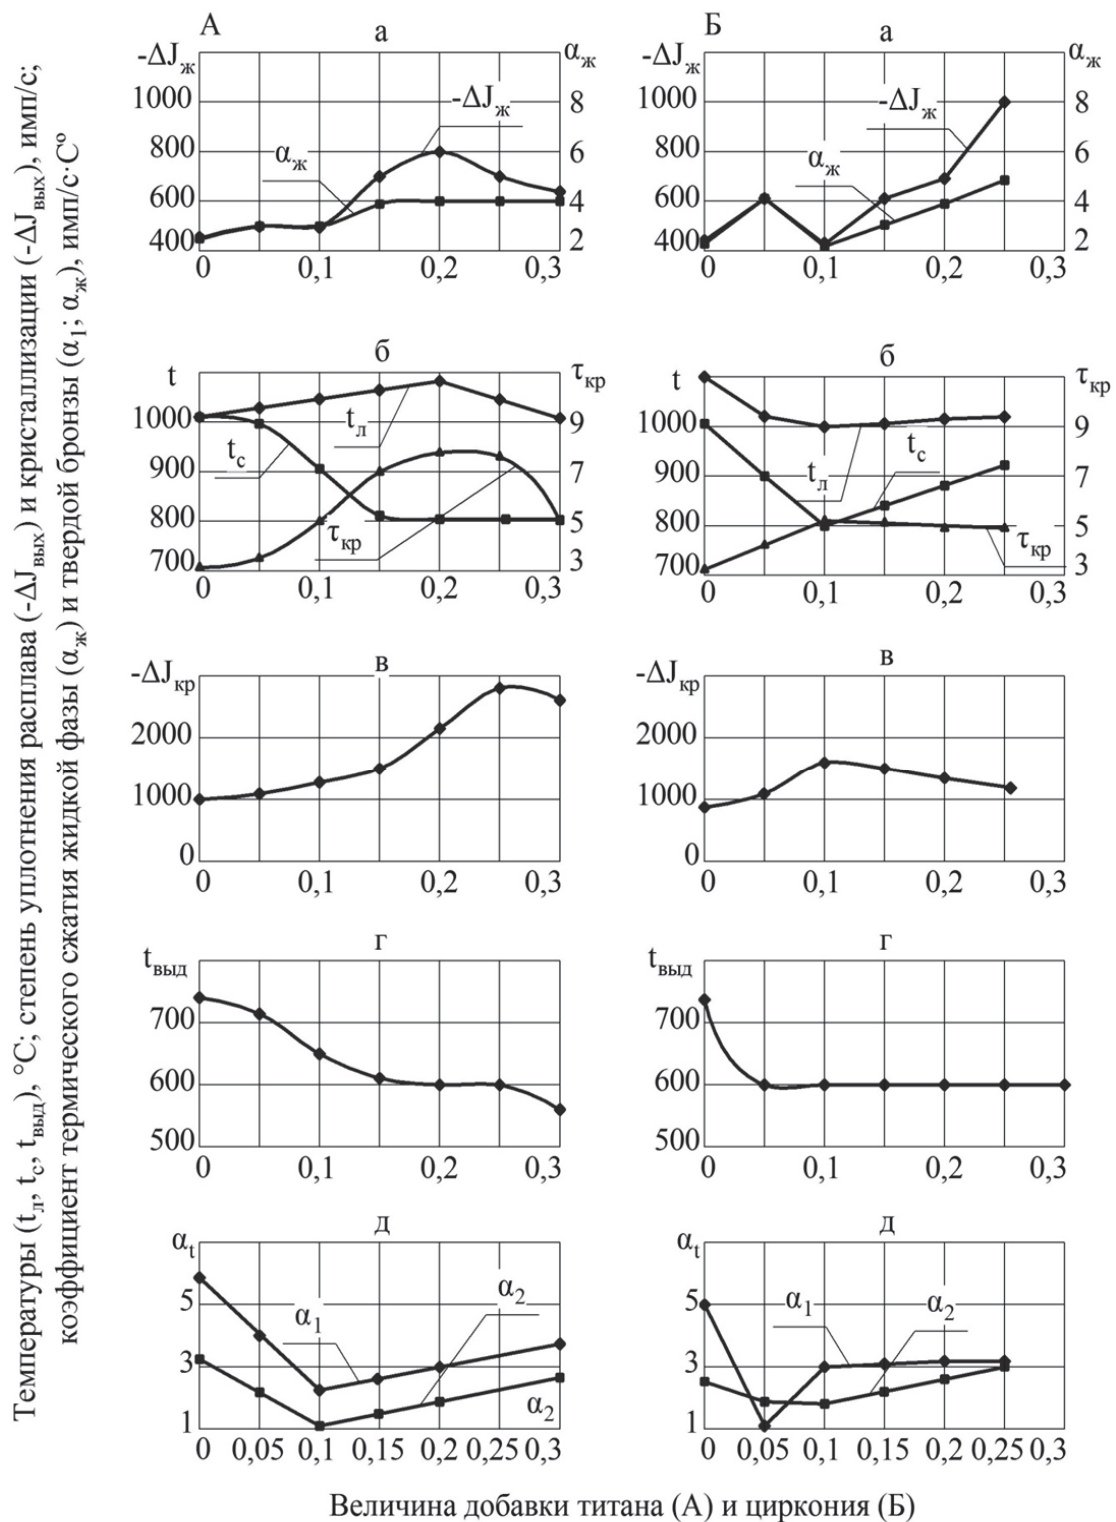 Температуры (tл, tс, tвыд), °С; степень уплотнения расплава (-ΔJвых) и кристаллизации (-ΔJвых), имп/с;
коэффициент термического сжатия жидкой фазы (αж) и твердой бронзы (α1; αж), имп/с·С°
А
а
-ΔJж
αж
1000
800
600
400
8
6
4
2
-ΔJж
αж
0 0,1 0,2 0,3
б
t
τкр
1000
900
800
700
9
7
5
3
tл
tс
τкр
0 0,1 0,2 0,3
в
-ΔJкр
2000
1000
0
0 0,1 0,2 0,3
г
tвыд
700
600
500
0 0,1 0,2 0,3
д
αt
5
3
1
α1
α2
α2
0 0,05 0,1 0,15 0,2 0,25 0,3
Б
а
-ΔJж
αж
1000
800
600
400
8
6
4
2
-ΔJж
αж
0 0,1 0,2 0,3
б
t
τкр
1000
900
800
700
9
7
5
3
tс
tл
τкр
0 0,1 0,2 0,3
в
-ΔJкр
2000
1000
0
0 0,1 0,2 0,3
г
tвыд
700
600
500
0 0,1 0,2 0,3
д
αt
5
3
1
α1
α2
0 0,05 0,1 0,15 0,2 0,25 0,3
Величина добавки титана (А) и циркония (Б)